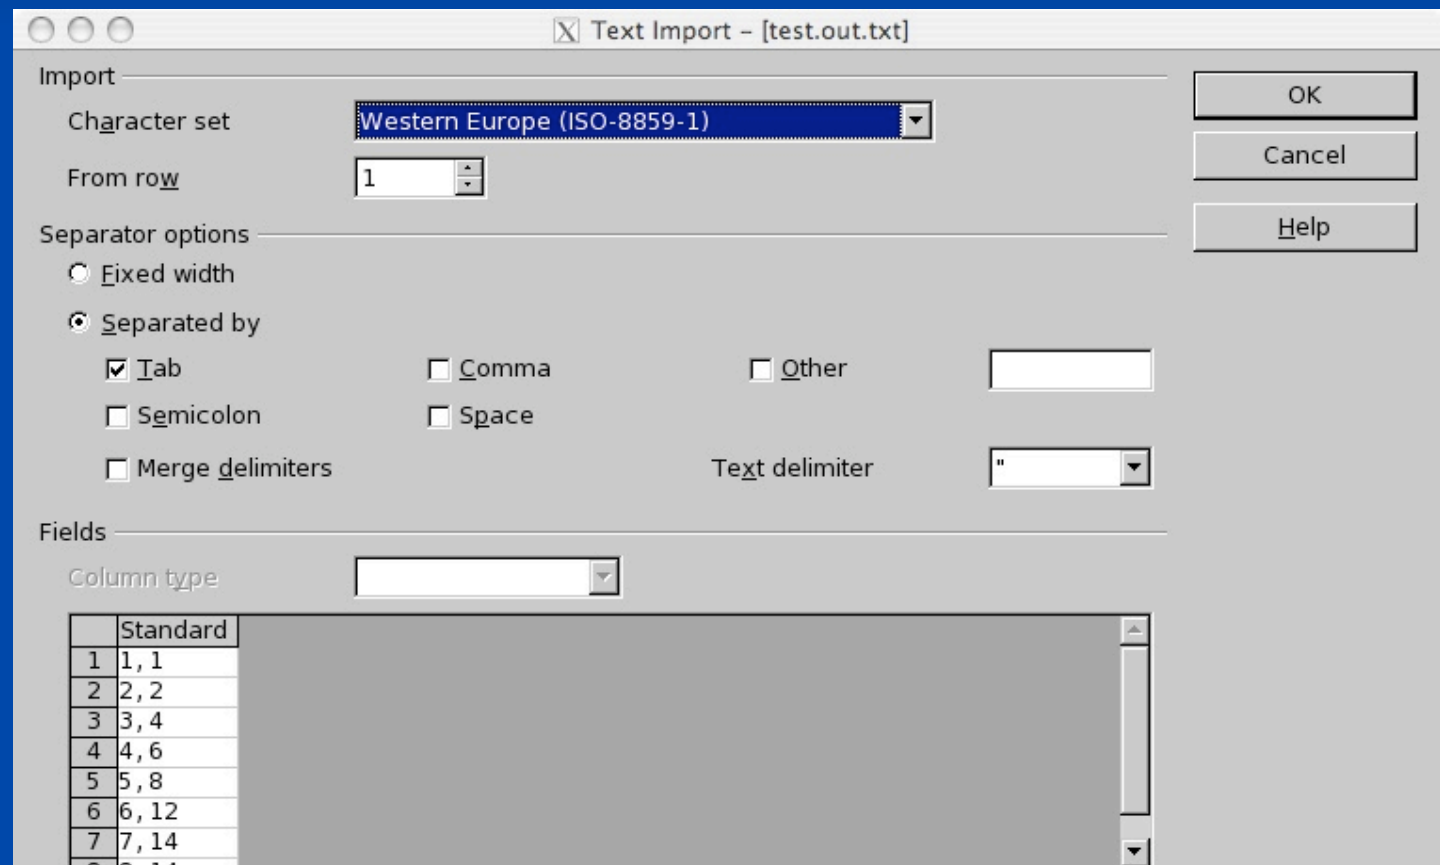 Text Import – [test.out.txt]
Import
OK
Character set
Western Europe (ISO-8859-1)
Cancel
From row
1
Separator options
Help
Fixed width
Separated by
Tab
Comma
Other
Semicolon
Space
Merge delimiters
Text delimiter
"
Fields
Column type
Standard
1 1,1
2 2,2
3 3,4
4 4,6
5 5,8
6 6,12
7 7,14